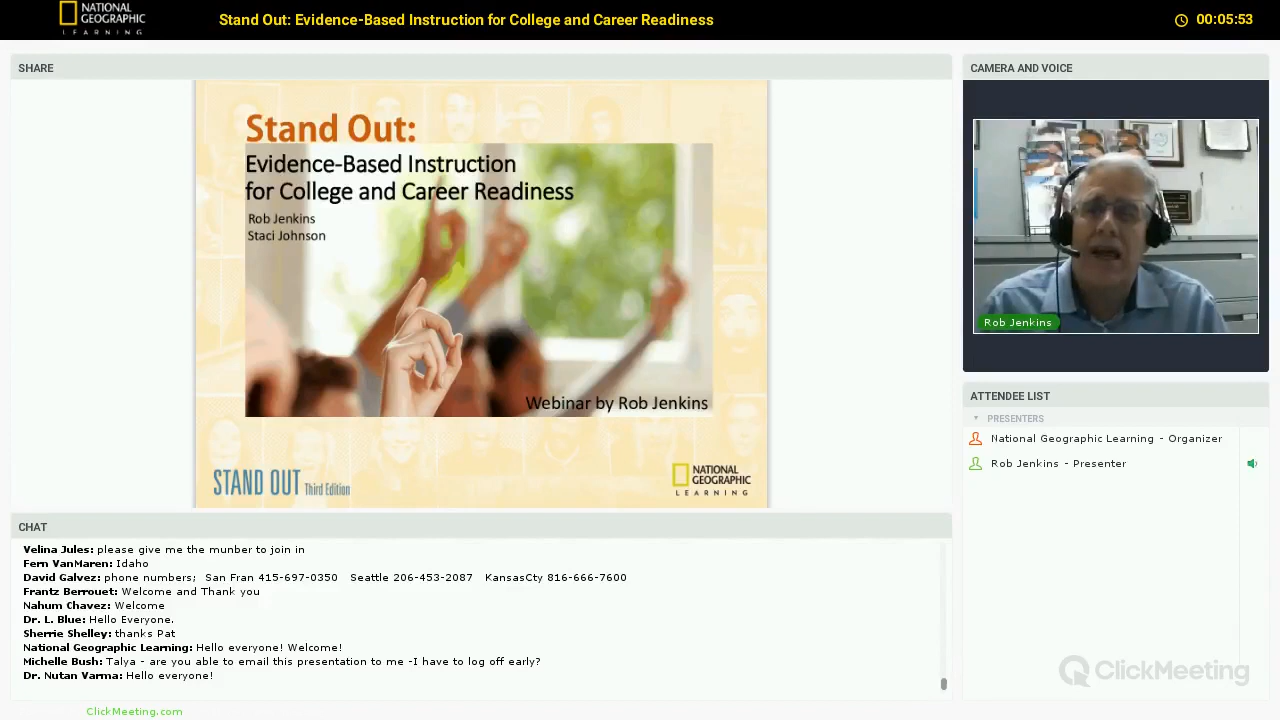 NATIONAL
GEOGRAPHIC
LEARNING
Stand Out: Evidence-Based Instruction for College and Career Readiness
00:05:53
SHARE
Stand Out:
Evidence-Based Instruction
for College and Career Readiness
Rob Jenkins
Staci Johnson
Webinar by Rob Jenkins
STAND OUT Third Edition
NATIONAL
GEOGRAPHIC
LEARNING
CAMERA AND VOICE
Rob Jenkins
ATTENDEE LIST
PRESENTERS
National Geographic Learning - Organizer
Rob Jenkins - Presenter
CHAT
Velina Jules: please give me the munber to join in
Fern VanMaren: Idaho
David Galvez: phone numbers; San Fran 415-697-0350 Seattle 206-453-2087 KansasCty 816-666-7600
Frantz Berrouet: Welcome and Thank you
Nahum Chavez: Welcome
Dr. L. Blue: Hello Everyone.
Sherrie Shelley: thanks Pat
National Geographic Learning: Hello everyone! Welcome!
Michelle Bush: Talya - are you able to email this presentation to me -I have to log off early?
Dr. Nutan Varma: Hello everyone!
ClickMeeting
ClickMeeting.com